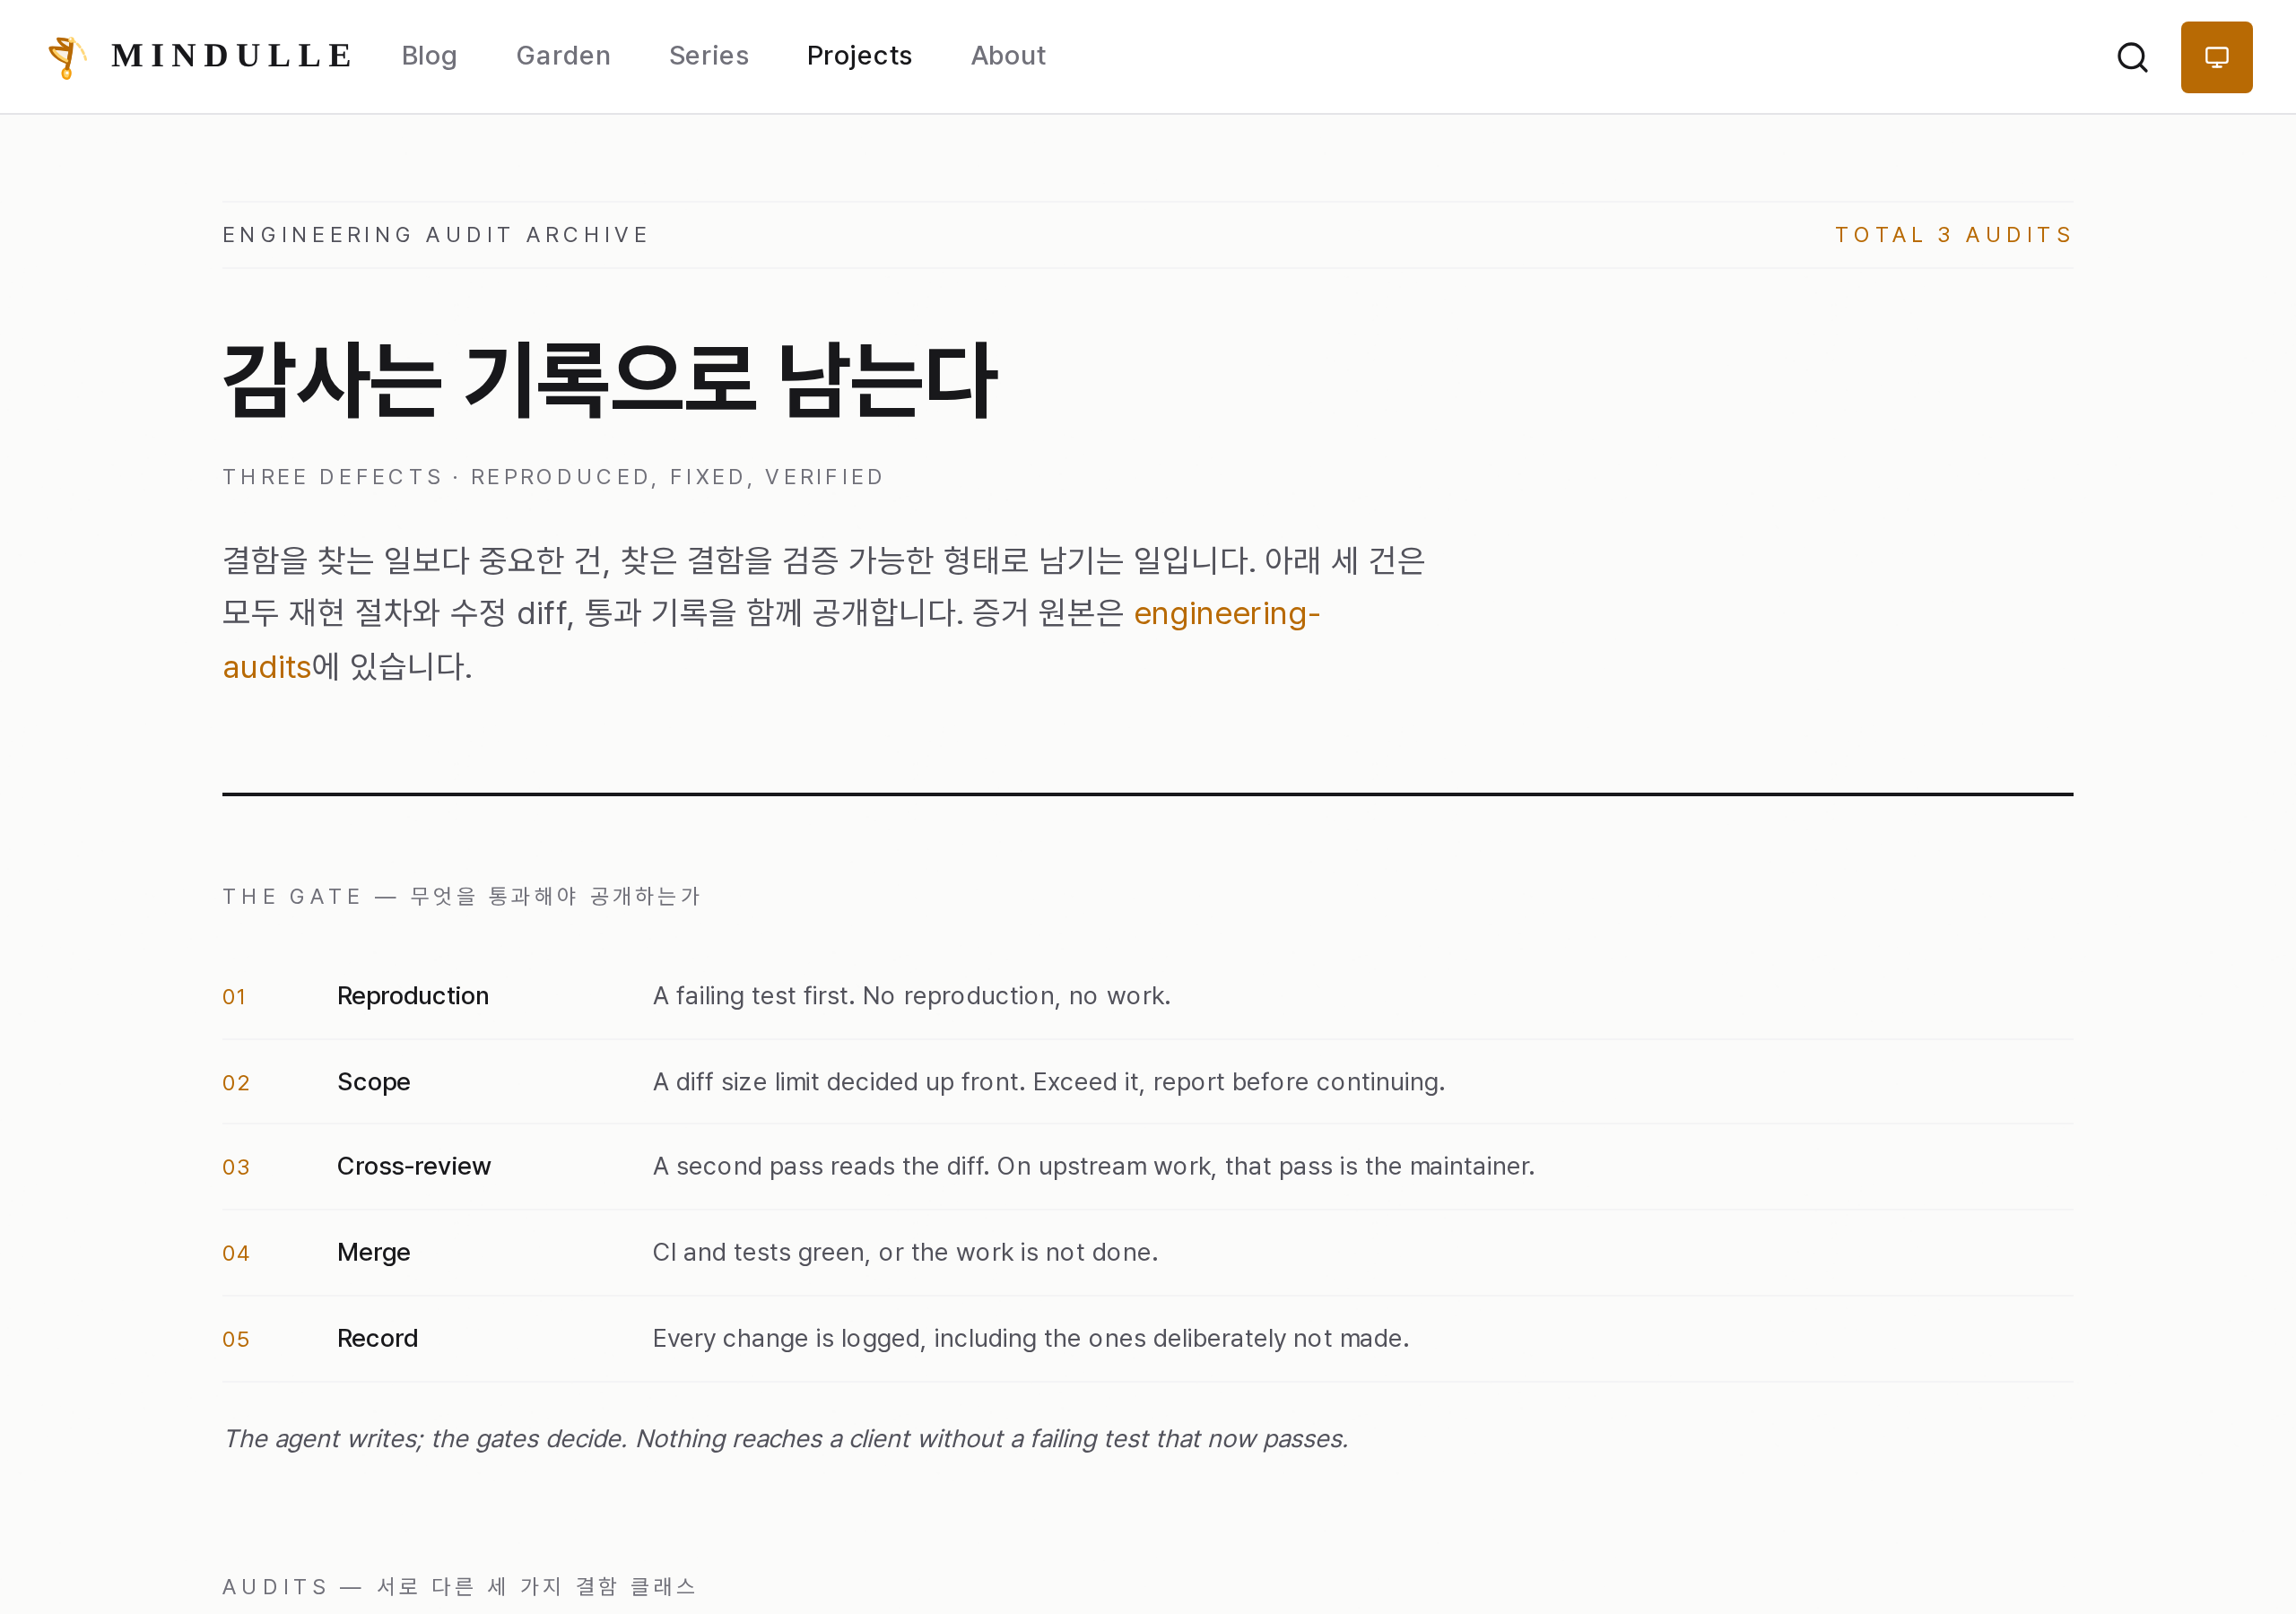 MINDULLE Blog Garden Series Projects About
ENGINEERING AUDIT ARCHIVE TOTAL 3 AUDITS
감사는 기록으로 남는다
THREE DEFECTS · REPRODUCED, FIXED, VERIFIED
결함을 찾는 일보다 중요한 건, 찾은 결함을 검증 가능한 형태로 남기는 일입니다. 아래 세 건은
모두 재현 절차와 수정 diff, 통과 기록을 함께 공개합니다. 증거 원본은 engineering-
audits에 있습니다.
THE GATE — 무엇을 통과해야 공개하는가
01 Reproduction A failing test first. No reproduction, no work.
02 Scope A diff size limit decided up front. Exceed it, report before continuing.
03 Cross-review A second pass reads the diff. On upstream work, that pass is the maintainer.
04 Merge CI and tests green, or the work is not done.
05 Record Every change is logged, including the ones deliberately not made.
The agent writes; the gates decide. Nothing reaches a client without a failing test that now passes.
AUDITS — 서로 다른 세 가지 결함 클래스